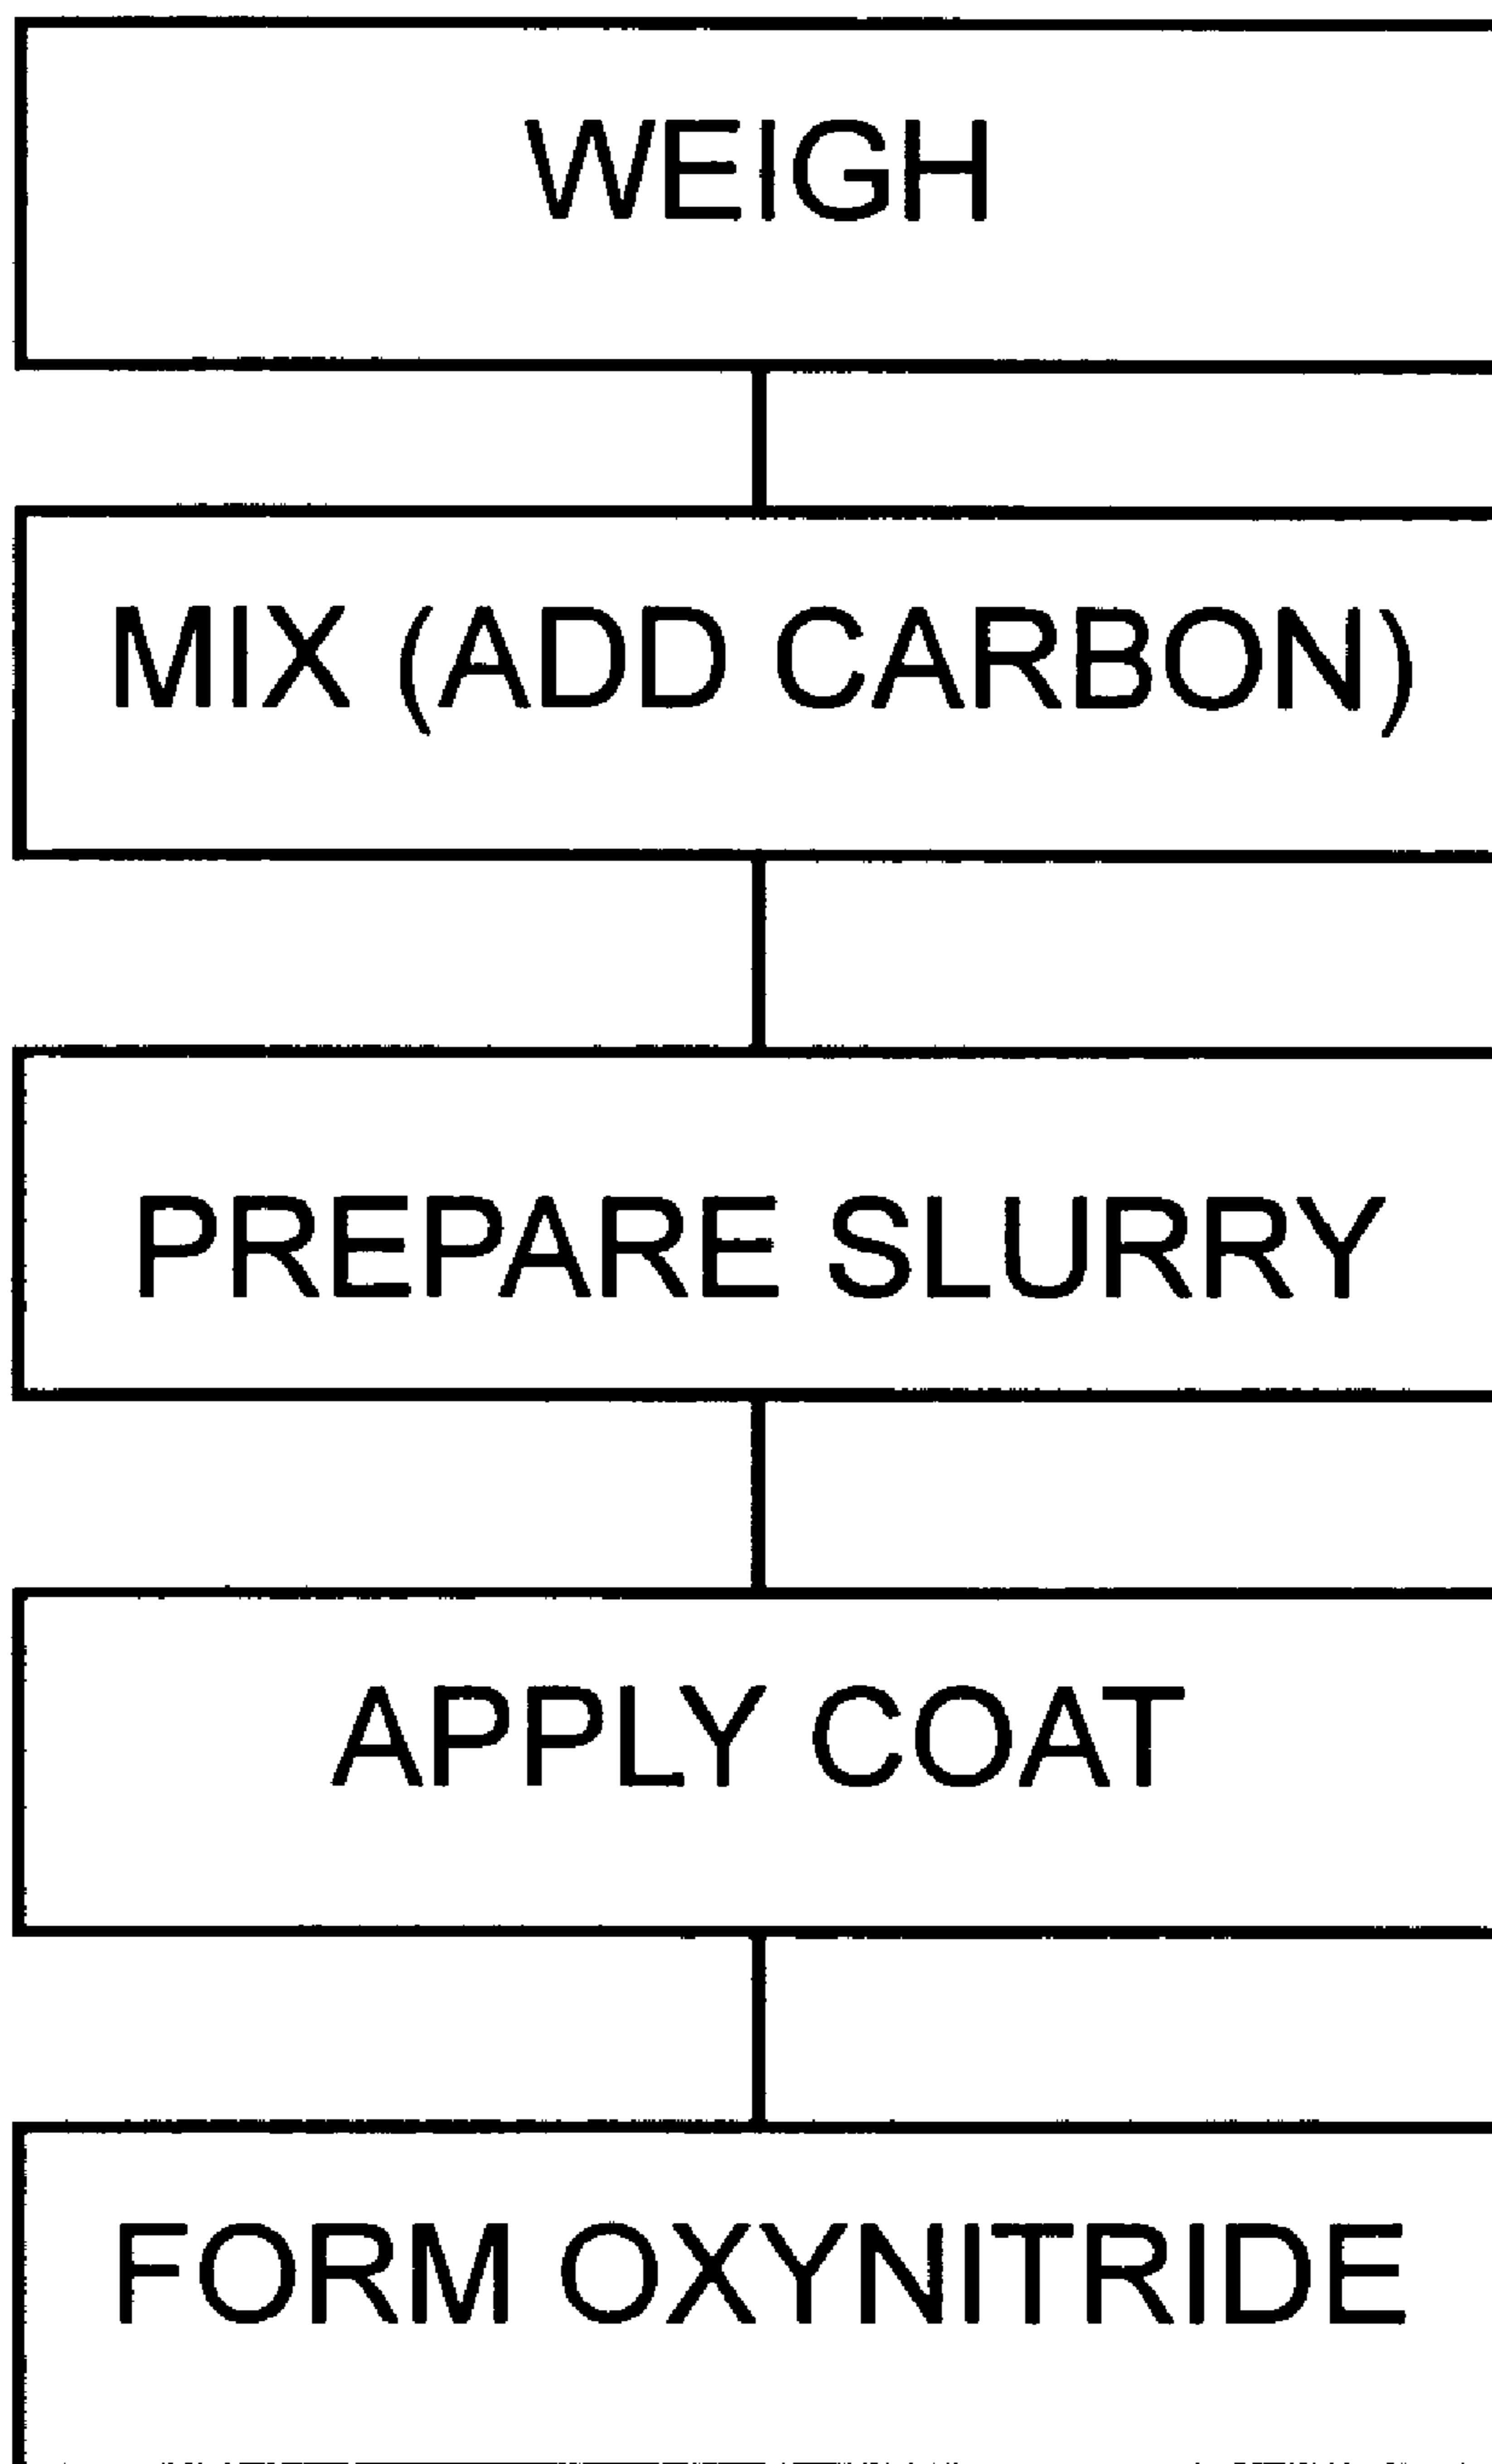 WEIGH
MIX (ADD CARBON)
PREPARE SLURRY
APPLY COAT
FORM OXYNITRIDE